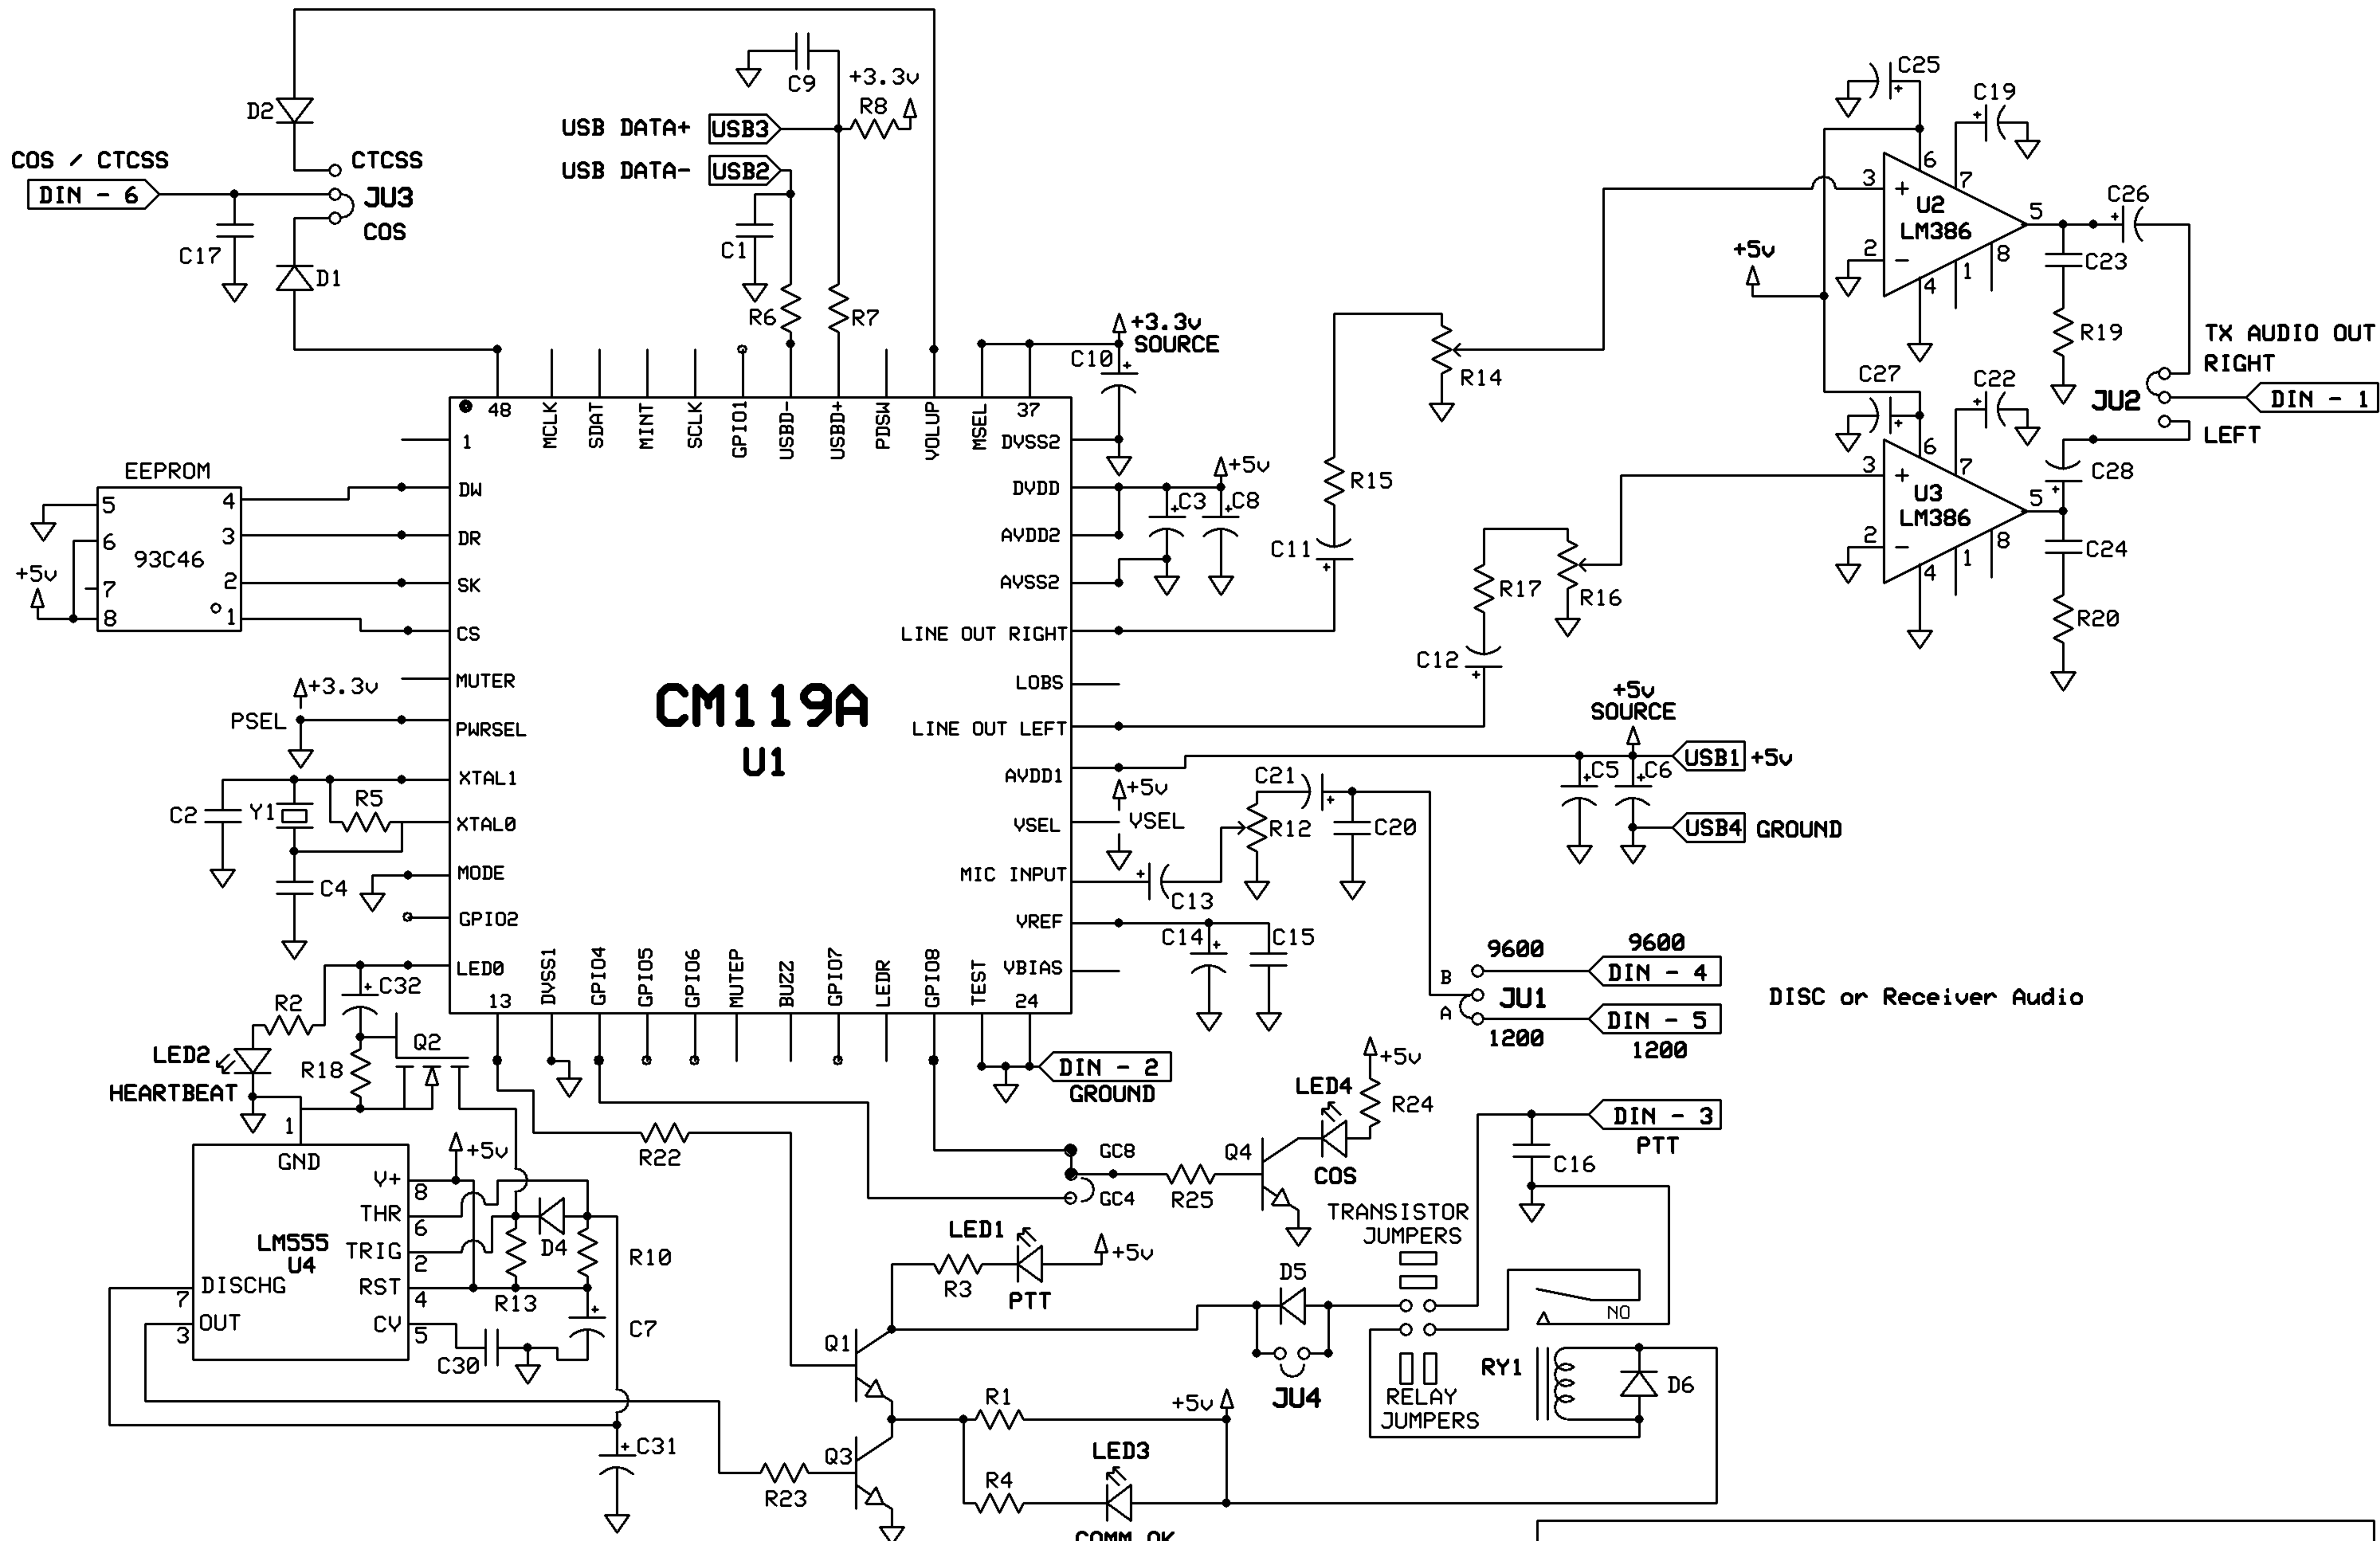 C25
C9
+3.3v
C19
D2
R8
USB DATA+
USB3
COS / CTCSS
CTCSS
USB DATA-
USB2
6
7
DIN - 6
JU3
3
+
U2
LM386
5
C26
COS
C17
C1
+5v
2
-
8
1
4
C23
D1
R6
R7
+3.3v
SOURCE
R19
TX AUDIO OUT
RIGHT
C10
R14
C27
C22
JU2
DIN - 1
48
MCLK
SDAT
MINT
SCLK
GPIO1
USBD-
USBD+
PDSW
VOLUP
MSEL
37
1
DVSS2
LEFT
6
7
EEPROM
+5v
3
+
U3
LM386
5
C28
5
4
DW
DVDD
C3
C8
R15
6
3
DR
AVDD2
C11
2
-
8
1
4
C24
93C46
+5v
7
2
SK
AVSS2
R17
R16
8
1
CS
LINE OUT RIGHT
R20
C12
MUTER
LOBS
+3.3v
CM119A
U1
+5v
SOURCE
PSEL
PWRSEL
LINE OUT LEFT
USB1
+5v
XTAL1
AVDD1
C21
C5
C6
+5v
C2
Y1
R5
XTAL0
VSEL
VSEL
R12
C20
USB4
GROUND
MODE
MIC INPUT
C4
C13
GPIO2
VREF
C14
C15
9600
9600
LED0
VBIAS
B
DIN - 4
C32
13
DVSS1
GPIO4
GPIO5
GPIO6
MUTEP
BUZZ
GPIO7
LEDR
GPIO8
TEST
24
JU1
DISC or Receiver Audio
R2
A
DIN - 5
1200
1200
Q2
LED2
R18
DIN - 2
+5v
HEARTBEAT
GROUND
LED4
R24
DIN - 3
1
PTT
GND
+5v
R22
GC8
Q4
C16
V+
8
COS
GC4
R25
THR
6
TRANSISTOR
JUMPERS
LM555
U4
TRIG
2
D4
R10
LED1
+5v
DISCHG
7
RST
4
R13
R3
PTT
D5
NO
OUT
3
CV
5
C7
Q1
C30
RY1
D6
JU4
RELAY
JUMPERS
R1
+5v
C31
Q3
LED3
R4
R23
COMM OK